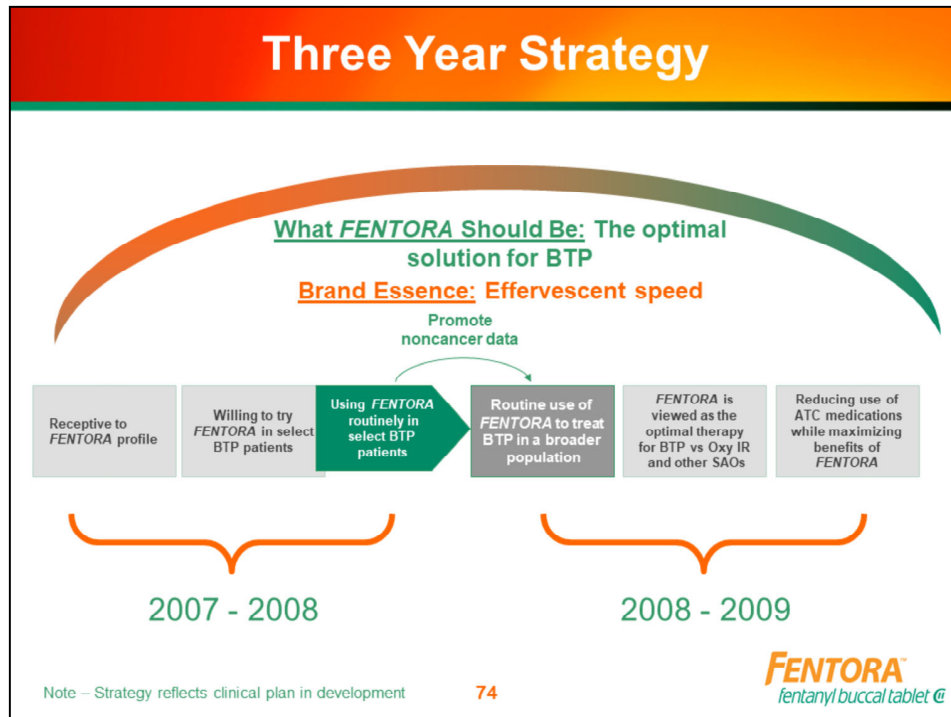 Three Year Strategy
What FENTORA Should Be: The optimal
solution for BTP
Brand Essence: Effervescent speed
Promote
noncancer data
Receptive to
FENTORA profile
Willing to try
FENTORA in select
BTP patients
Using FENTORA
routinely in
select BTP
patients
Routine use of
FENTORA to treat
BTP in a broader
population
FENTORA is
viewed as the
optimal therapy
for BTP vs Oxy IR
and other SAOs
Reducing use of
ATC medications
while maximizing
benefits of
FENTORA
2007 - 2008
2008 - 2009
Note – Strategy reflects clinical plan in development
74
FENTORA™
fentanyl buccal tablet CII